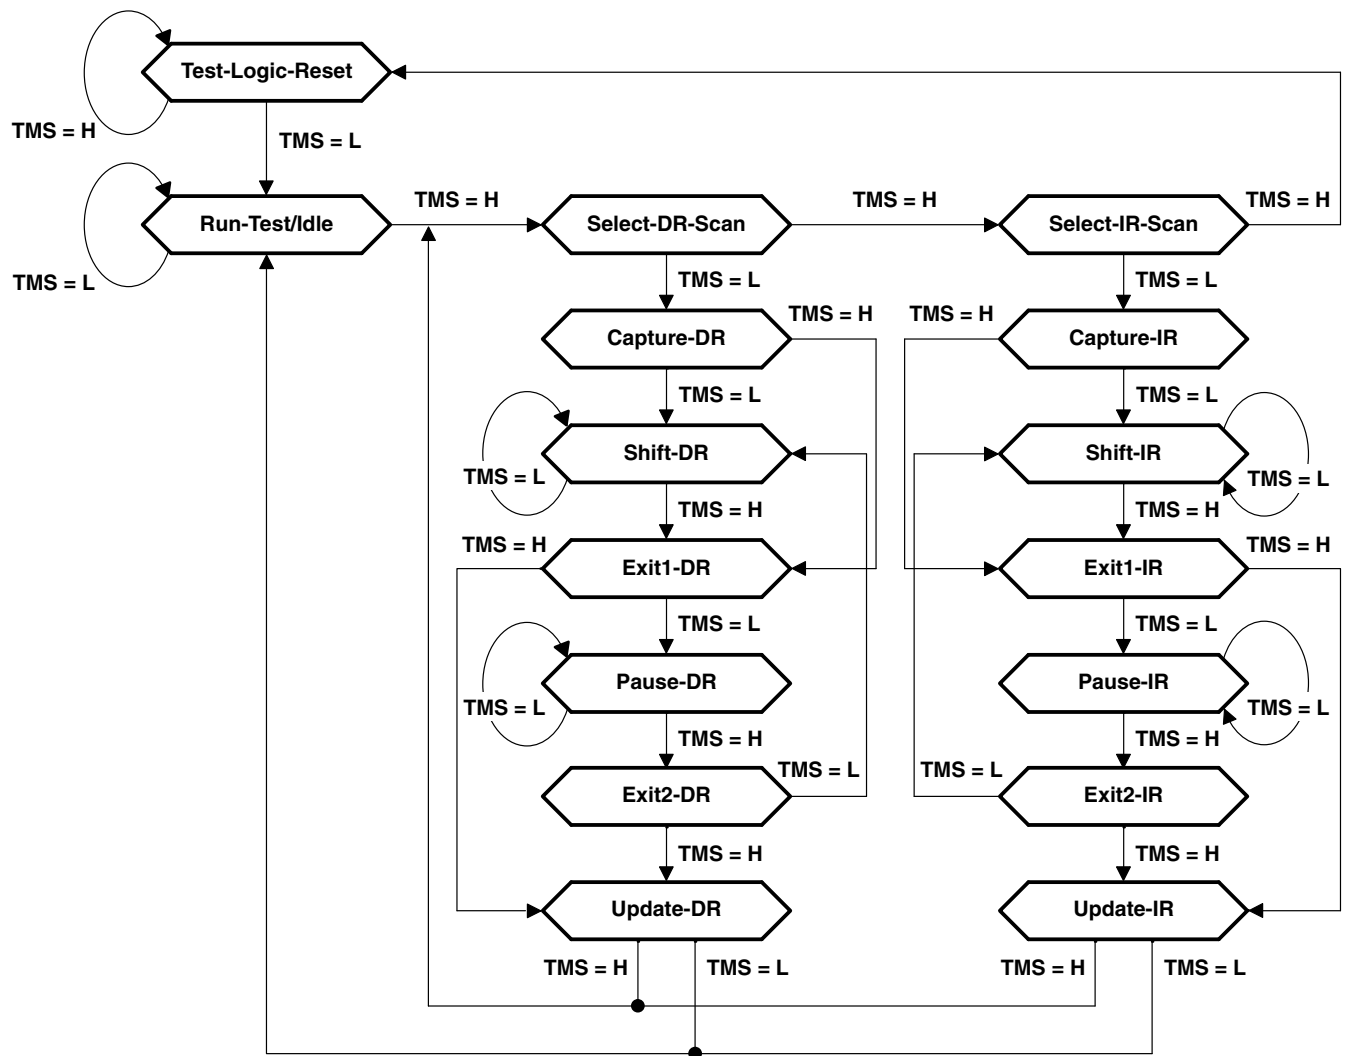 Test-Logic-Reset
TMS = H
TMS = L
TMS = H
TMS = H
TMS = H
Run-Test/Idle
Select-DR-Scan
Select-IR-Scan
TMS = L
TMS = L
TMS = L
TMS = H
TMS = H
Capture-DR
Capture-IR
TMS = L
TMS = L
Shift-DR
Shift-IR
TMS = L
TMS = L
TMS = H
TMS = H
TMS = H
TMS = H
Exit1-DR
Exit1-IR
TMS = L
TMS = L
Pause-DR
Pause-IR
TMS = L
TMS = L
TMS = H
TMS = H
TMS = L
TMS = L
Exit2-DR
Exit2-IR
TMS = H
TMS = H
Update-DR
Update-IR
TMS = H
TMS = L
TMS = H
TMS = L